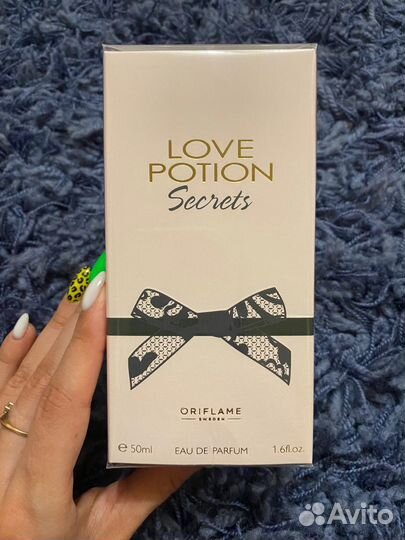 LOVE
POTION
Secrets
ORIFLAME
SWEDEN
℮ 50ml EAU DE PARFUM 1.6fl.oz.
Avito